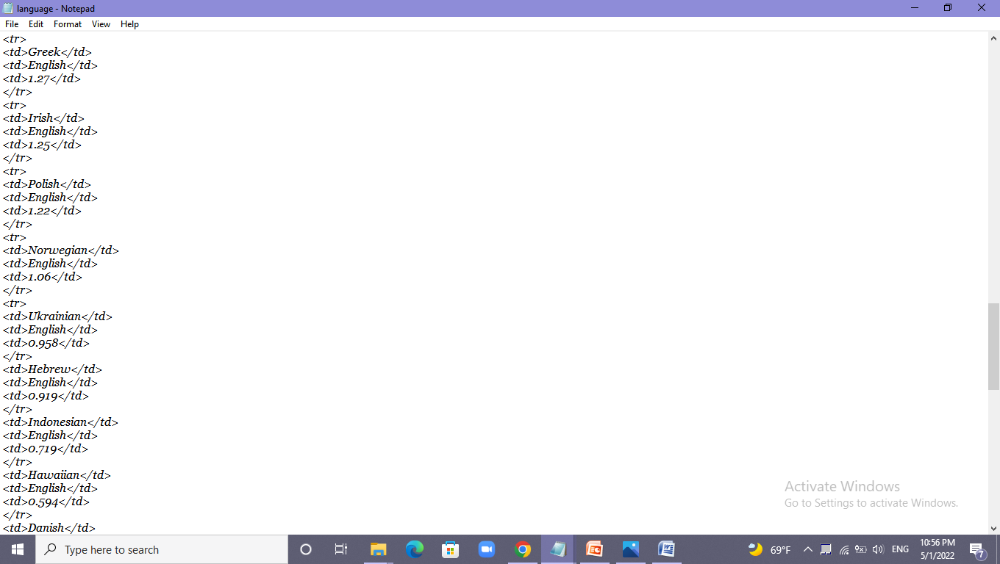 language - Notepad
File Edit Format View Help
<tr>
<td>Greek</td>
<td>English</td>
<td>1.27</td>
</tr>
<tr>
<td>Irish</td>
<td>English</td>
<td>1.25</td>
</tr>
<tr>
<td>Polish</td>
<td>English</td>
<td>1.22</td>
</tr>
<tr>
<td>Norwegian</td>
<td>English</td>
<td>1.06</td>
</tr>
<tr>
<td>Ukrainian</td>
<td>English</td>
<td>0.958</td>
</tr>
<td>Hebrew</td>
<td>English</td>
<td>0.919</td>
</tr>
<td>Indonesian</td>
<td>English</td>
<td>0.719</td>
</tr>
<td>Hawaiian</td>
<td>English</td>
<td>0.594</td>
</tr>
<td>Danish</td>
Activate Windows
Go to Settings to activate Windows.
Type here to search
69°F
ENG
10:56 PM
5/1/2022
7